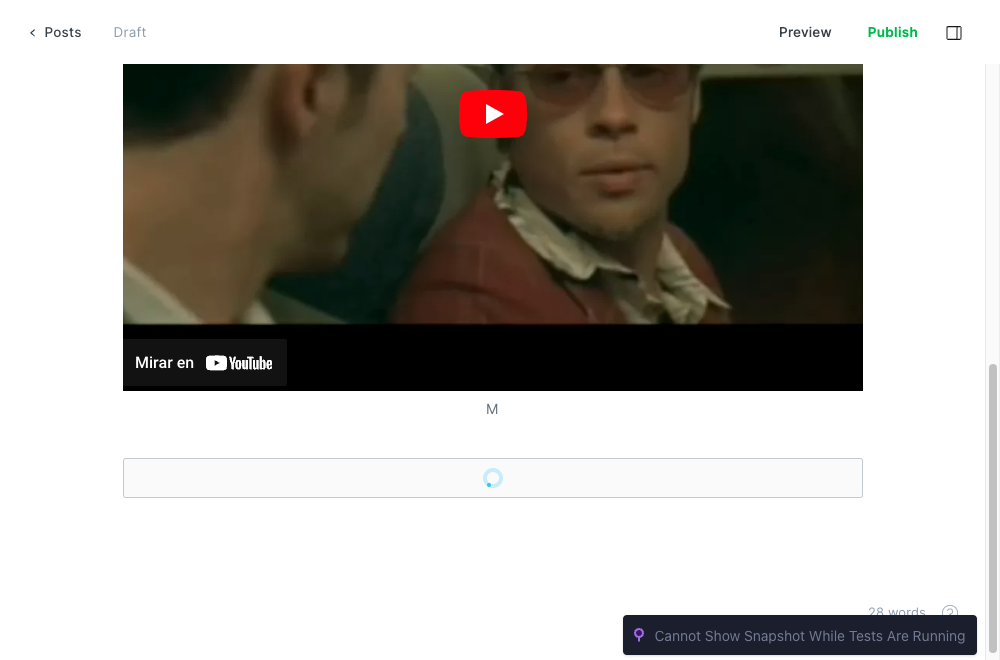 Posts
Draft
Preview
Publish
Mirar en YouTube
M
28 words
Cannot Show Snapshot While Tests Are Running